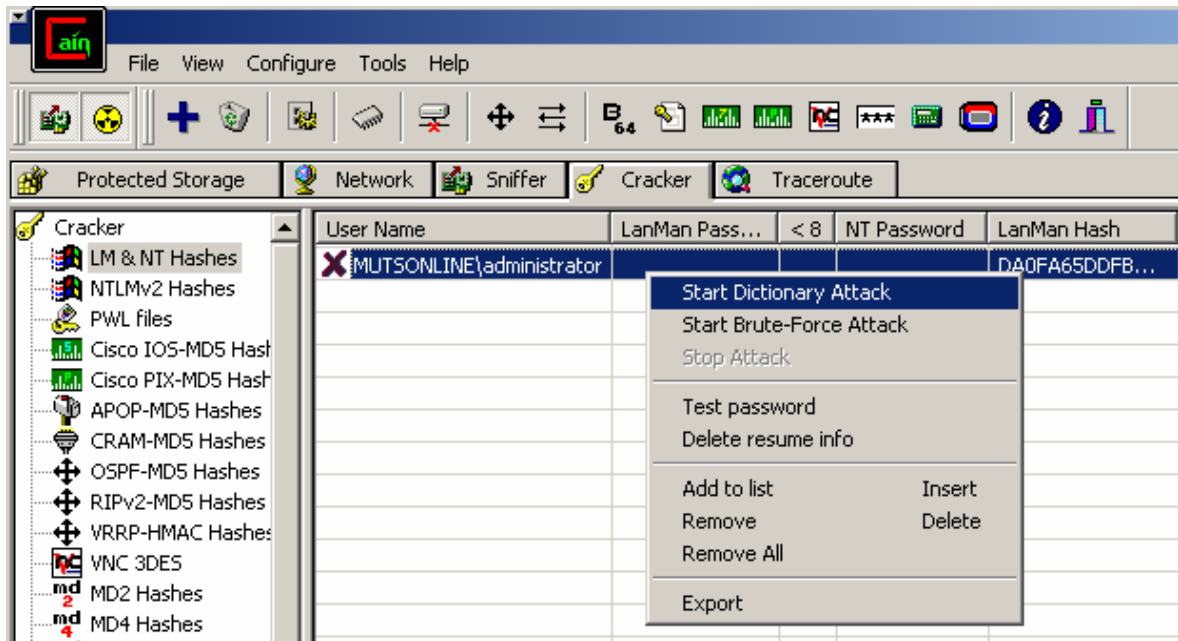 Cain
File View Configure Tools Help
B64
***
Protected Storage Network Sniffer Cracker Traceroute
Cracker
LM & NT Hashes
NTLMv2 Hashes
PWL files
Cisco IOS-MD5 Hash
Cisco PIX-MD5 Hash
APOP-MD5 Hashes
CRAM-MD5 Hashes
OSPF-MD5 Hashes
RIPv2-MD5 Hashes
VRRP-HMAC Hashes
VNC 3DES
md2 MD2 Hashes
md4 MD4 Hashes
User Name LanMan Pass... < 8 NT Password LanMan Hash
MUTSONLINE\administrator DA0FA65DDFB...
Start Dictionary Attack
Start Brute-Force Attack
Stop Attack
Test password
Delete resume info
Add to list Insert
Remove Delete
Remove All
Export